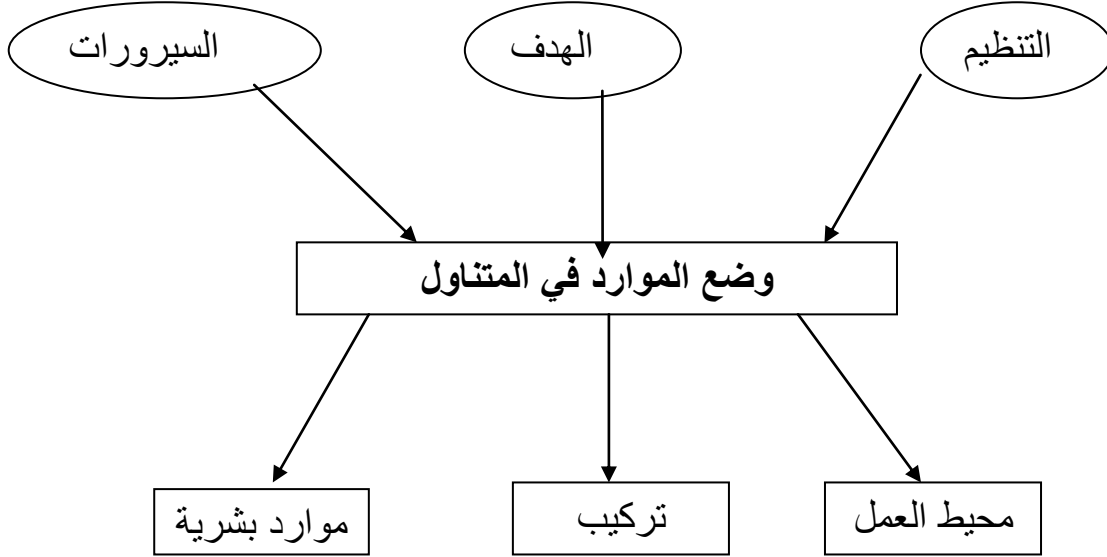 التنظيم
الهدف
السيرورات
وضع الموارد في المتناول
محيط العمل
تركيب
موارد بشرية